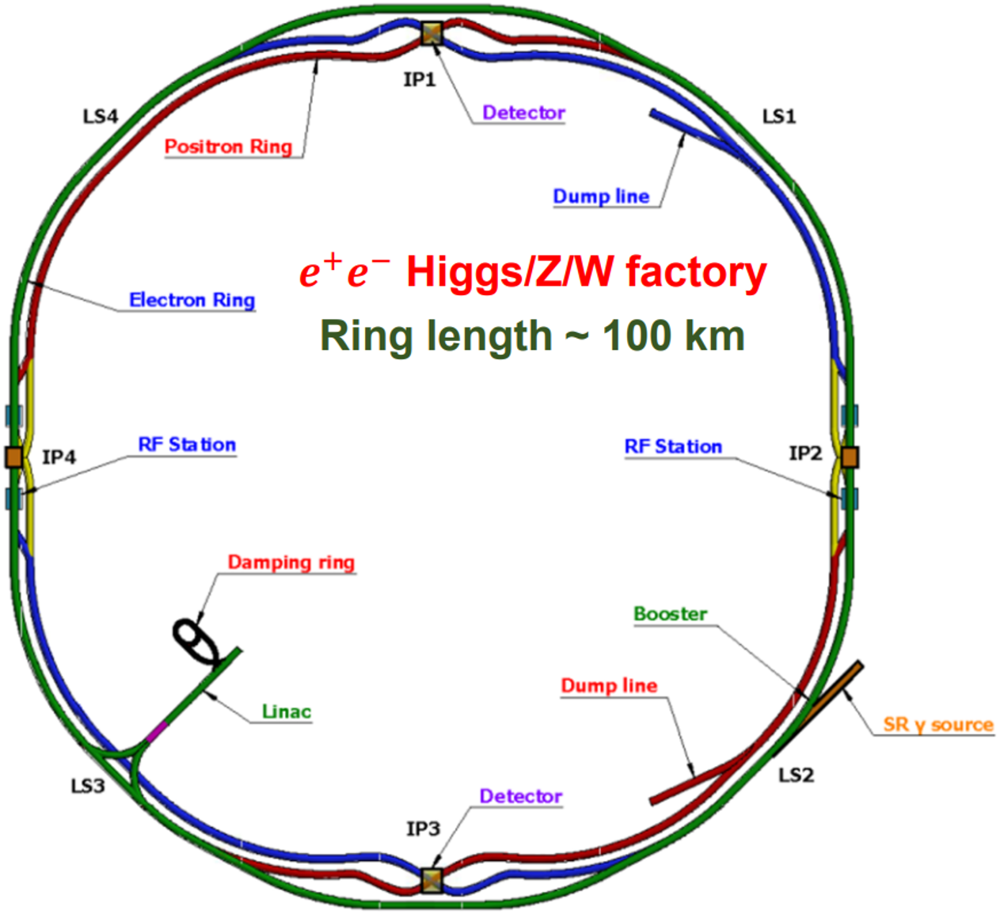 IP1
Detector
LS4
LS1
Positron Ring
Dump line
e⁺e⁻ Higgs/Z/W factory
Electron Ring
Ring length ~ 100 km
RF Station
IP4
RF Station
IP2
Damping ring
Booster
Dump line
Linac
SR γ source
LS3
LS2
Detector
IP3